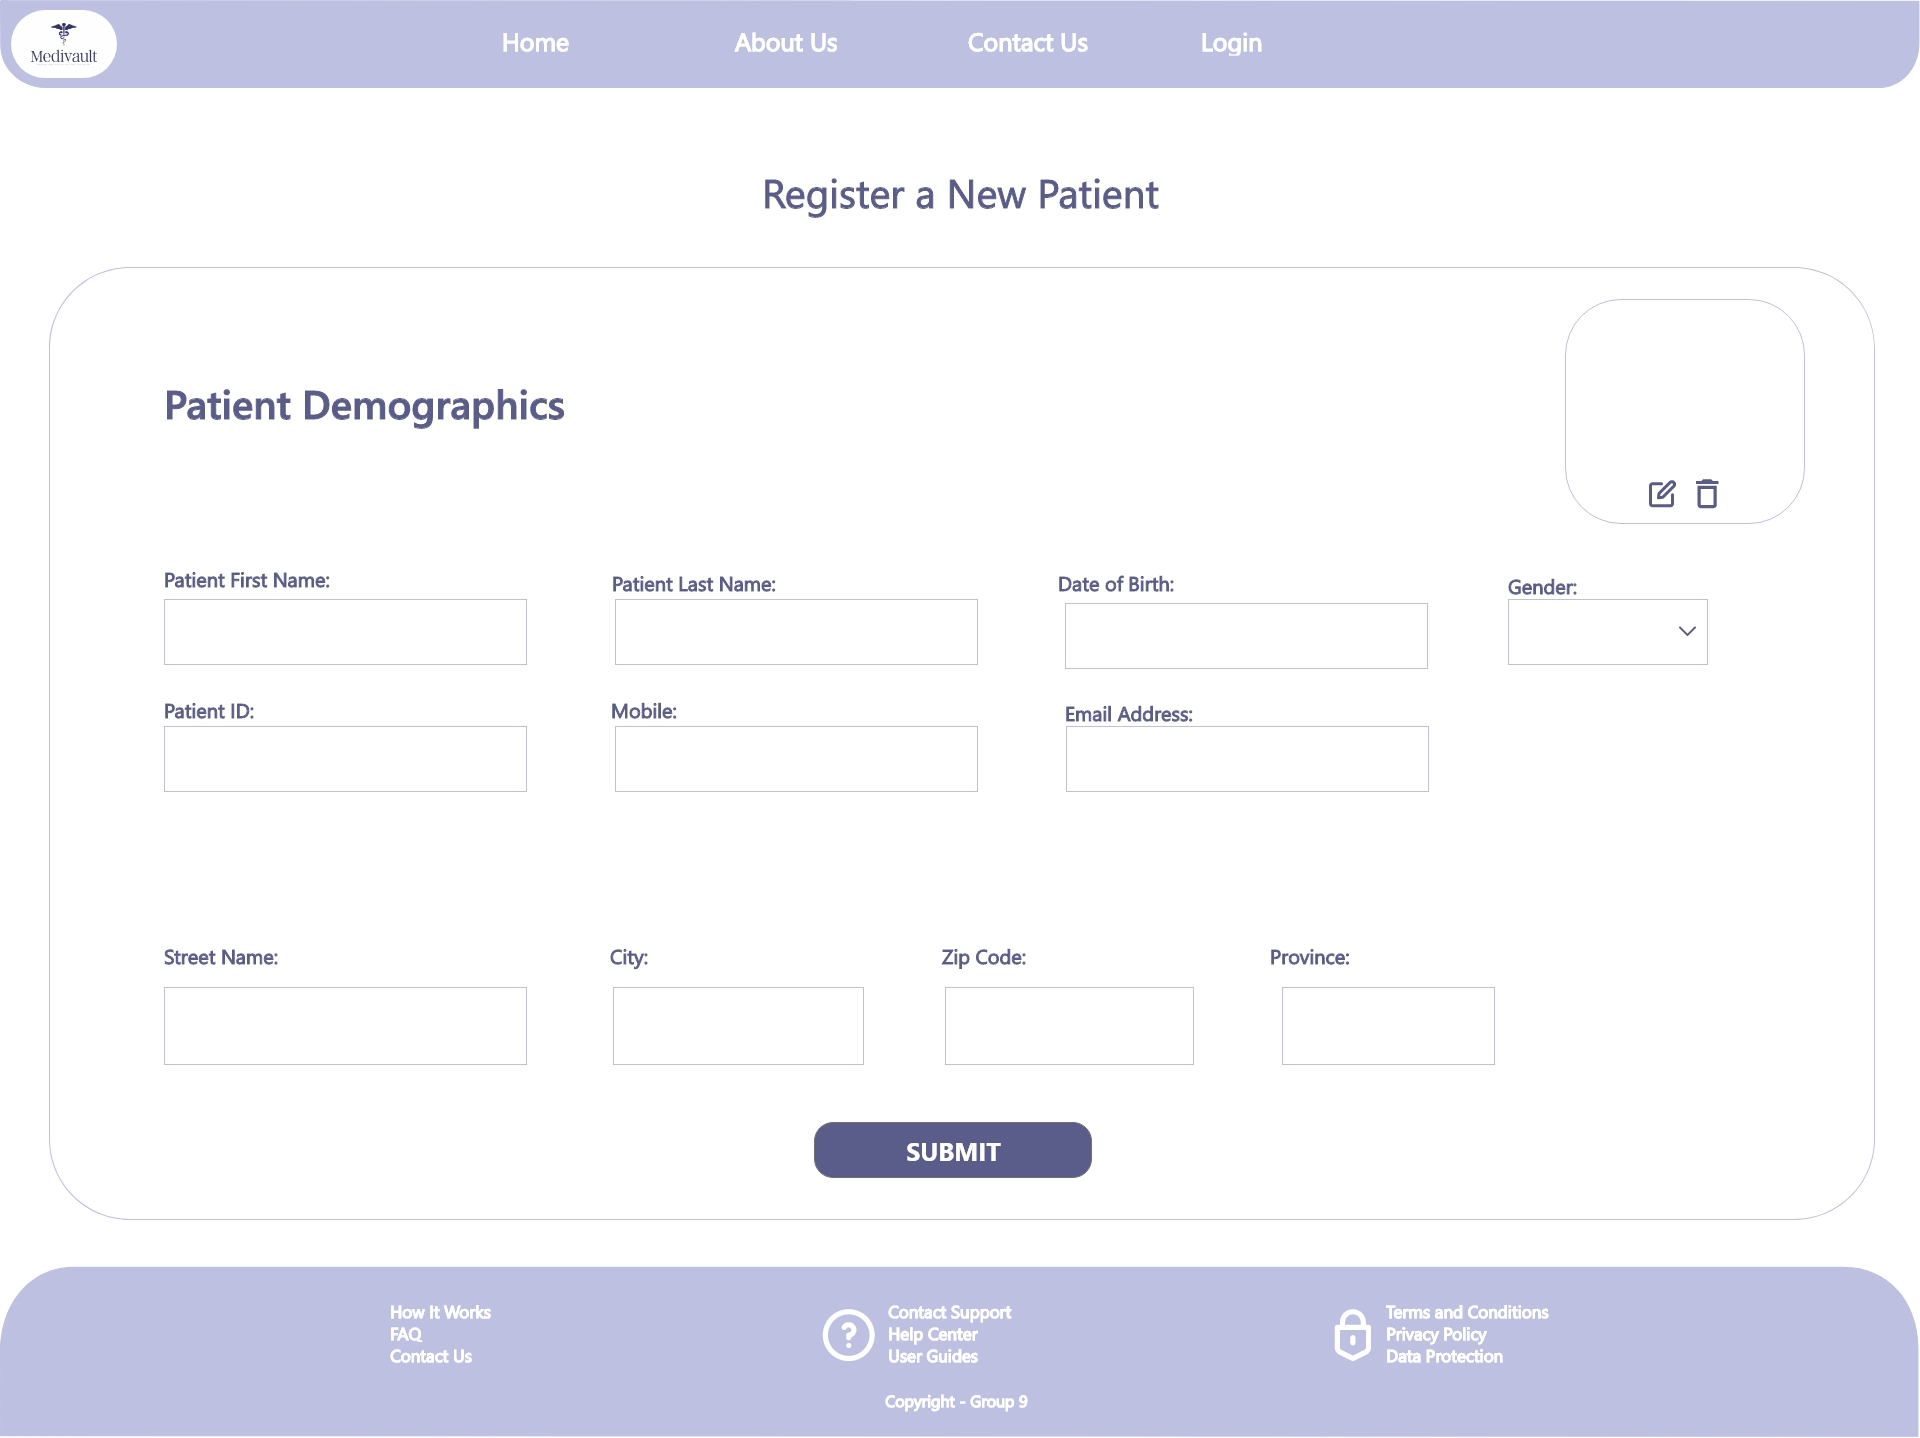 Medivault
Home
About Us
Contact Us
Login
Register a New Patient
Patient Demographics
Patient First Name:
Patient Last Name:
Date of Birth:
Gender:
Patient ID:
Mobile:
Email Address:
Street Name:
City:
Zip Code:
Province:
SUBMIT
How It Works
FAQ
Contact Us
Contact Support
Help Center
User Guides
Terms and Conditions
Privacy Policy
Data Protection
Copyright - Group 9